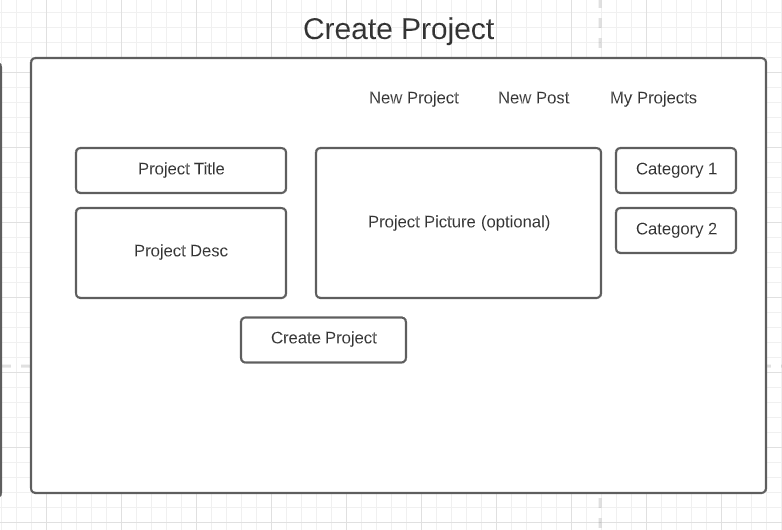 Create Project
New Project New Post My Projects
Project Title
Project Desc
Project Picture (optional)
Category 1
Category 2
Create Project